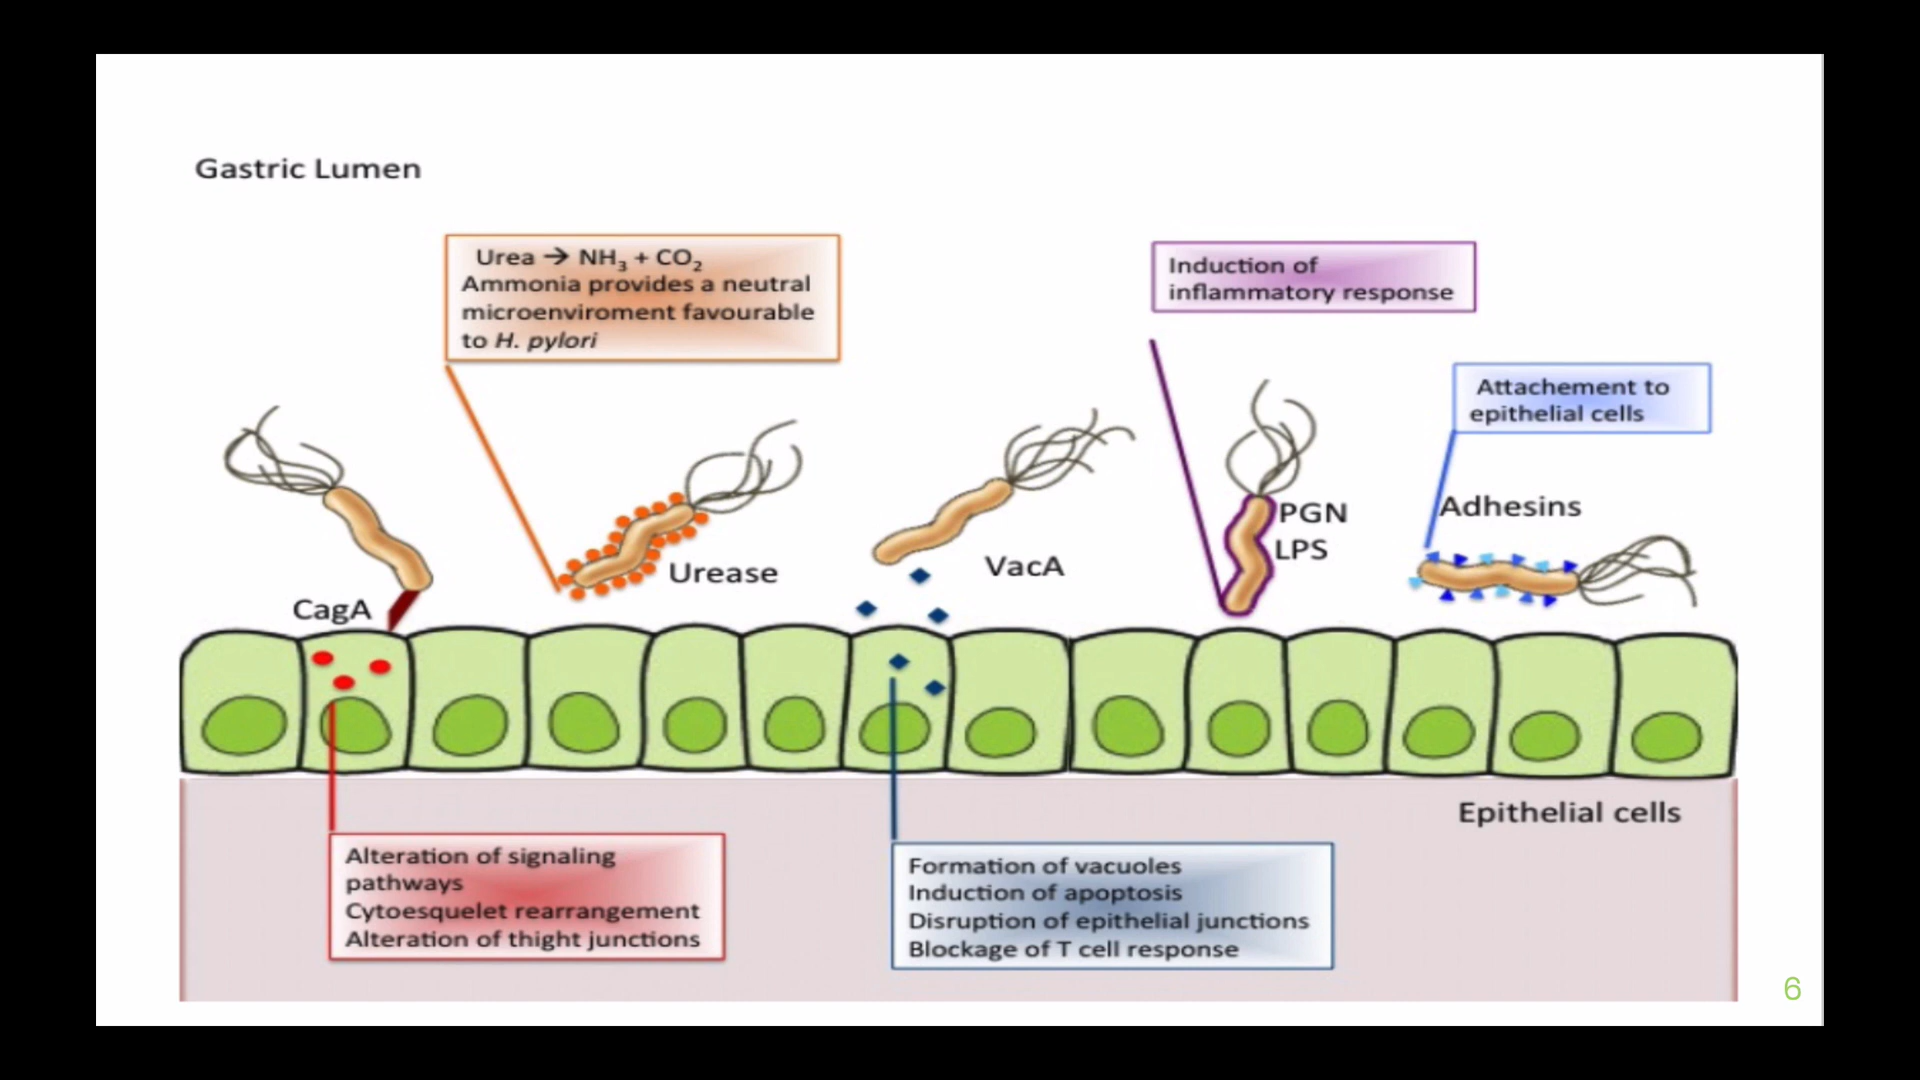 Gastric Lumen
Urea → NH₃ + CO₂
Ammonia provides a neutral
microenviroment favourable
to H. pylori
Induction of
inflammatory response
Attachement to
epithelial cells
CagA
Urease
VacA
PGN
LPS
Adhesins
Epithelial cells
Alteration of signaling
pathways
Cytoesquelet rearrangement
Alteration of thight junctions
Formation of vacuoles
Induction of apoptosis
Disruption of epithelial junctions
Blockage of T cell response
6